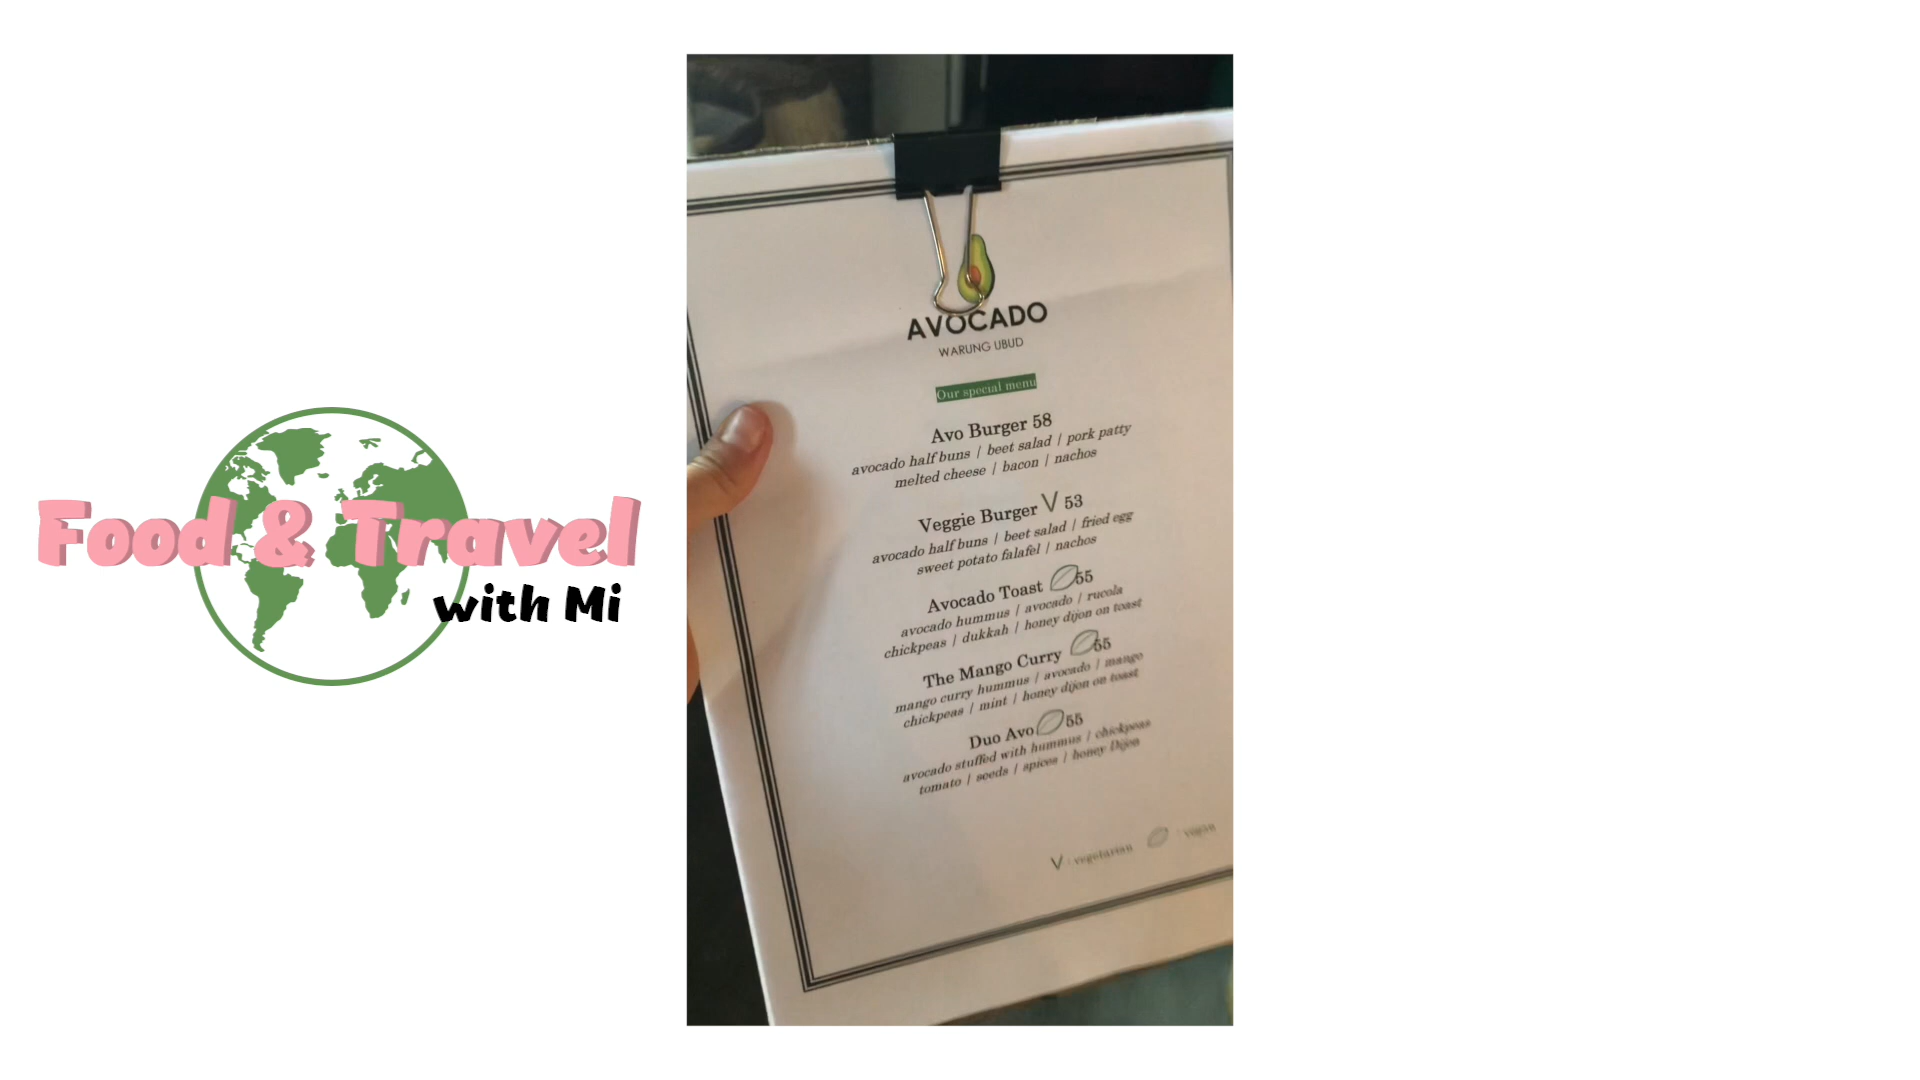 Food & Travel
with Mi
AVOCADO
WARUNG UBUD
Our special menu
Avo Burger 58
avocado half buns | beet salad | pork patty
melted cheese | bacon | nachos
Veggie Burger V 53
avocado half buns | beet salad | fried egg
sweet potato falafel | nachos
Avocado Toast 55
avocado hummus | avocado | rucola
chickpeas | dukkah | honey dijon on toast
The Mango Curry 55
mango curry hummus | avocado | mango
chickpeas | mint | honey dijon on toast
Duo Avo 55
avocado stuffed with hummus | chickpeas
tomato | seeds | spices | honey Dijon
V : vegetarian : vegan